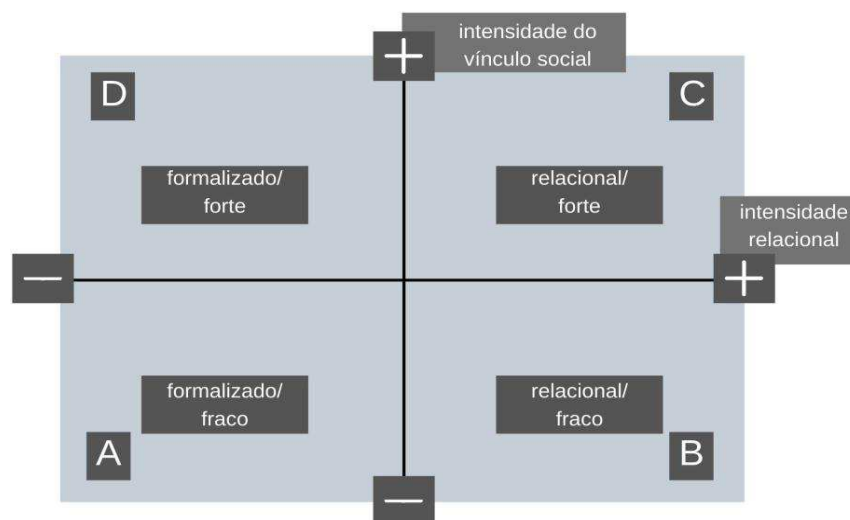 +
intensidade do
vínculo social
D
C
formalizado/
forte
relacional/
forte
intensidade
relacional
—
+
formalizado/
fraco
relacional/
fraco
A
B
—